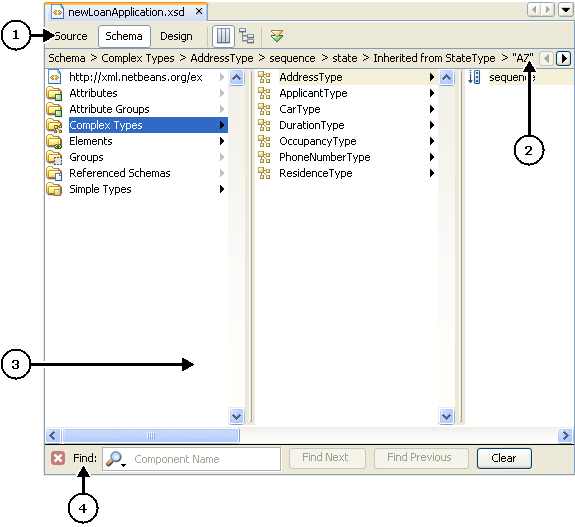 newLoanApplication.xsd ×
1 Source Schema Design
Schema > Complex Types > AddressType > sequence > state > Inherited from StateType > "AZ"
http://xml.netbeans.org/ex
Attributes
Attribute Groups
Complex Types
Elements
Groups
Referenced Schemas
Simple Types
AddressType
ApplicantType
CarType
DurationType
OccupancyType
PhoneNumberType
ResidenceType
sequence
2
3
Find: Component Name Find Next Find Previous Clear
4